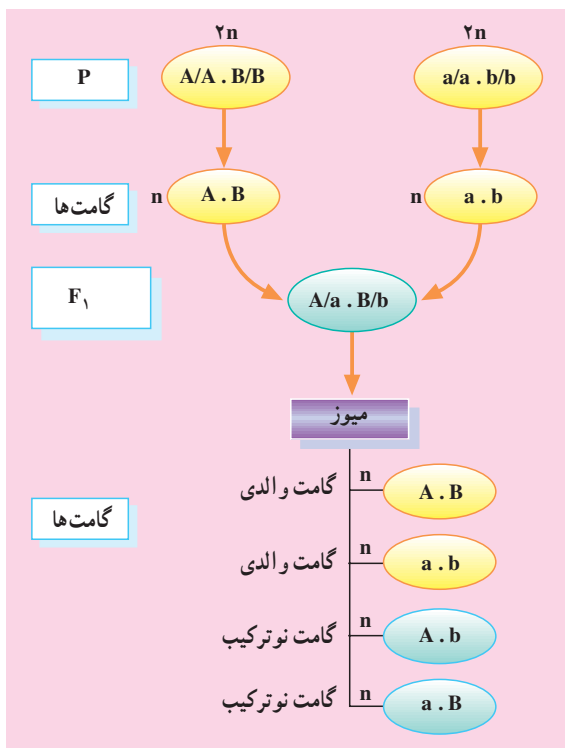 ۲n ۲n
P A/A . B/B a/a . b/b
گامت‌ها n A . B n a . b
F۱ A/a . B/b
میوز
گامت والدی n A . B
گامت‌ها
گامت والدی n a . b
گامت نوترکیب n A . b
گامت نوترکیب n a . B